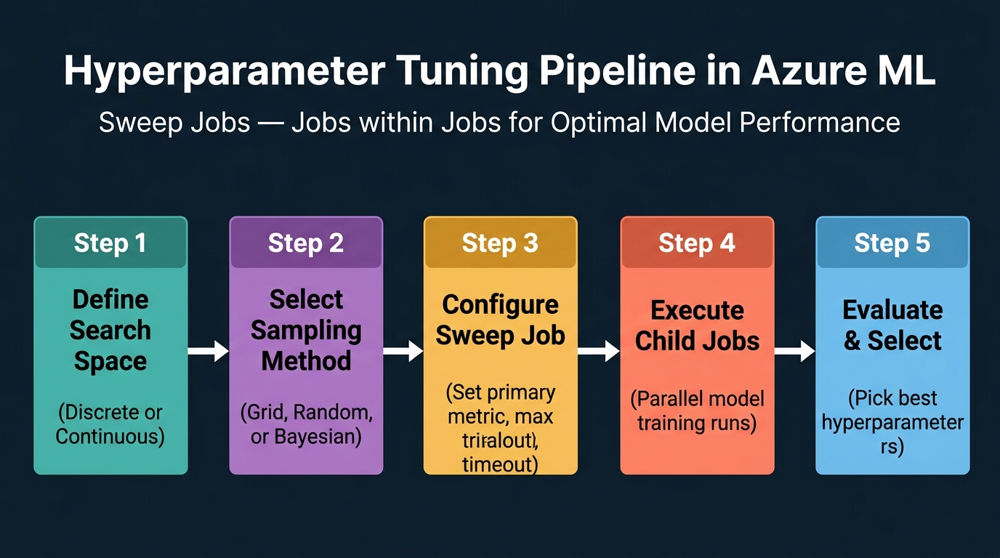 Hyperparameter Tuning Pipeline in Azure ML
Sweep Jobs — Jobs within Jobs for Optimal Model Performance
Step 1
Define
Search
Space
(Discrete or
Continuous)
Step 2
Select
Sampling
Method
(Grid, Random,
or Bayesian)
Step 3
Configure
Sweep Job
(Set primary
metric, max
timeout)
Step 4
Execute
Child Jobs
(Parallel model
training runs)
Step 5
Evaluate
& Select
(Pick best
hyperparameter
rs)